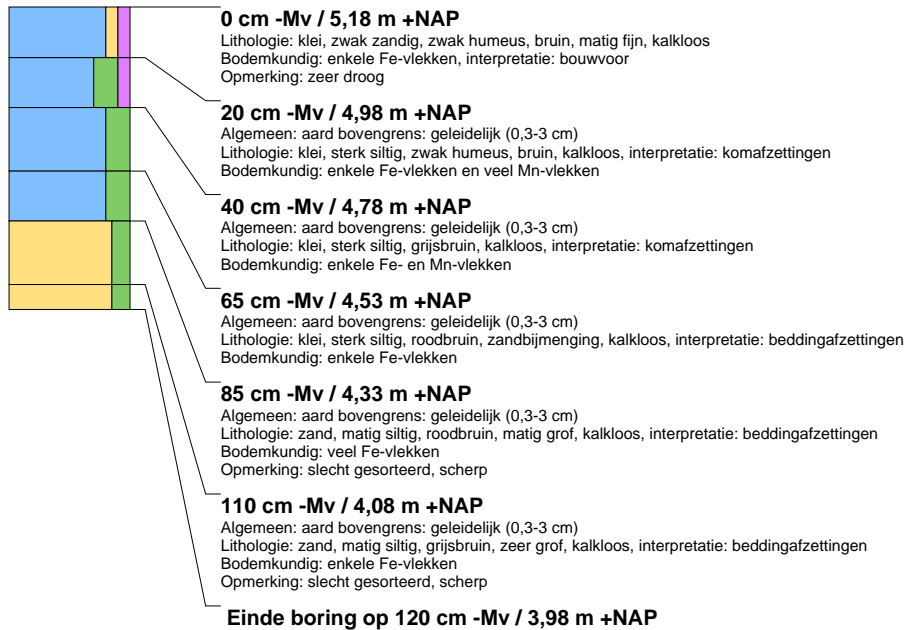 0 cm -Mv / 5,18 m +NAP
Lithologie: klei, zwak zandig, zwak humeus, bruin, matig fijn, kalkloos
Bodemkundig: enkele Fe-vlekken, interpretatie: bouwvoor
Opmerking: zeer droog
20 cm -Mv / 4,98 m +NAP
Algemeen: aard bovengrens: geleidelijk (0,3-3 cm)
Lithologie: klei, sterk siltig, zwak humeus, bruin, kalkloos, interpretatie: komafzettingen
Bodemkundig: enkele Fe-vlekken en veel Mn-vlekken
40 cm -Mv / 4,78 m +NAP
Algemeen: aard bovengrens: geleidelijk (0,3-3 cm)
Lithologie: klei, sterk siltig, grijsbruin, kalkloos, interpretatie: komafzettingen
Bodemkundig: enkele Fe- en Mn-vlekken
65 cm -Mv / 4,53 m +NAP
Algemeen: aard bovengrens: geleidelijk (0,3-3 cm)
Lithologie: klei, sterk siltig, roodbruin, zandbijmenging, kalkloos, interpretatie: beddingafzettingen
Bodemkundig: enkele Fe-vlekken
85 cm -Mv / 4,33 m +NAP
Algemeen: aard bovengrens: geleidelijk (0,3-3 cm)
Lithologie: zand, matig siltig, roodbruin, matig grof, kalkloos, interpretatie: beddingafzettingen
Bodemkundig: veel Fe-vlekken
Opmerking: slecht gesorteerd, scherp
110 cm -Mv / 4,08 m +NAP
Algemeen: aard bovengrens: geleidelijk (0,3-3 cm)
Lithologie: zand, matig siltig, grijsbruin, zeer grof, kalkloos, interpretatie: beddingafzettingen
Bodemkundig: enkele Fe-vlekken
Opmerking: slecht gesorteerd, scherp
Einde boring op 120 cm -Mv / 3,98 m +NAP